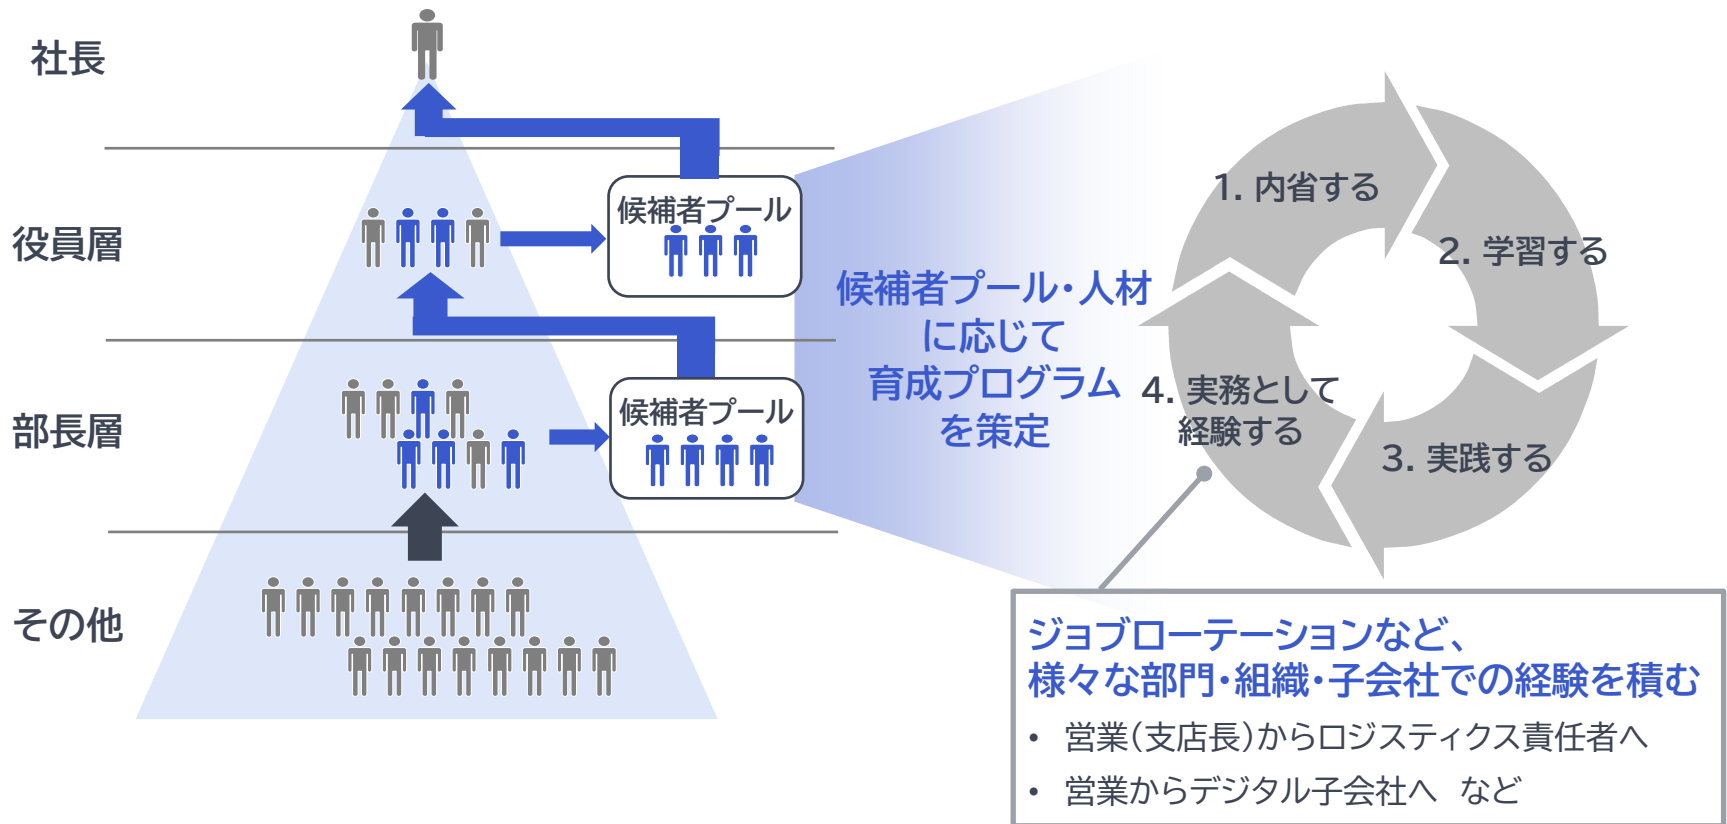 社長
役員層
部長層
その他
候補者プール
候補者プール
候補者プール・人材
に応じて
育成プログラム
を策定
1. 内省する
2. 学習する
3. 実践する
4. 実務として
経験する
ジョブローテーションなど、
様々な部門・組織・子会社での経験を積む
• 営業(支店長)からロジスティクス責任者へ
• 営業からデジタル子会社へ など